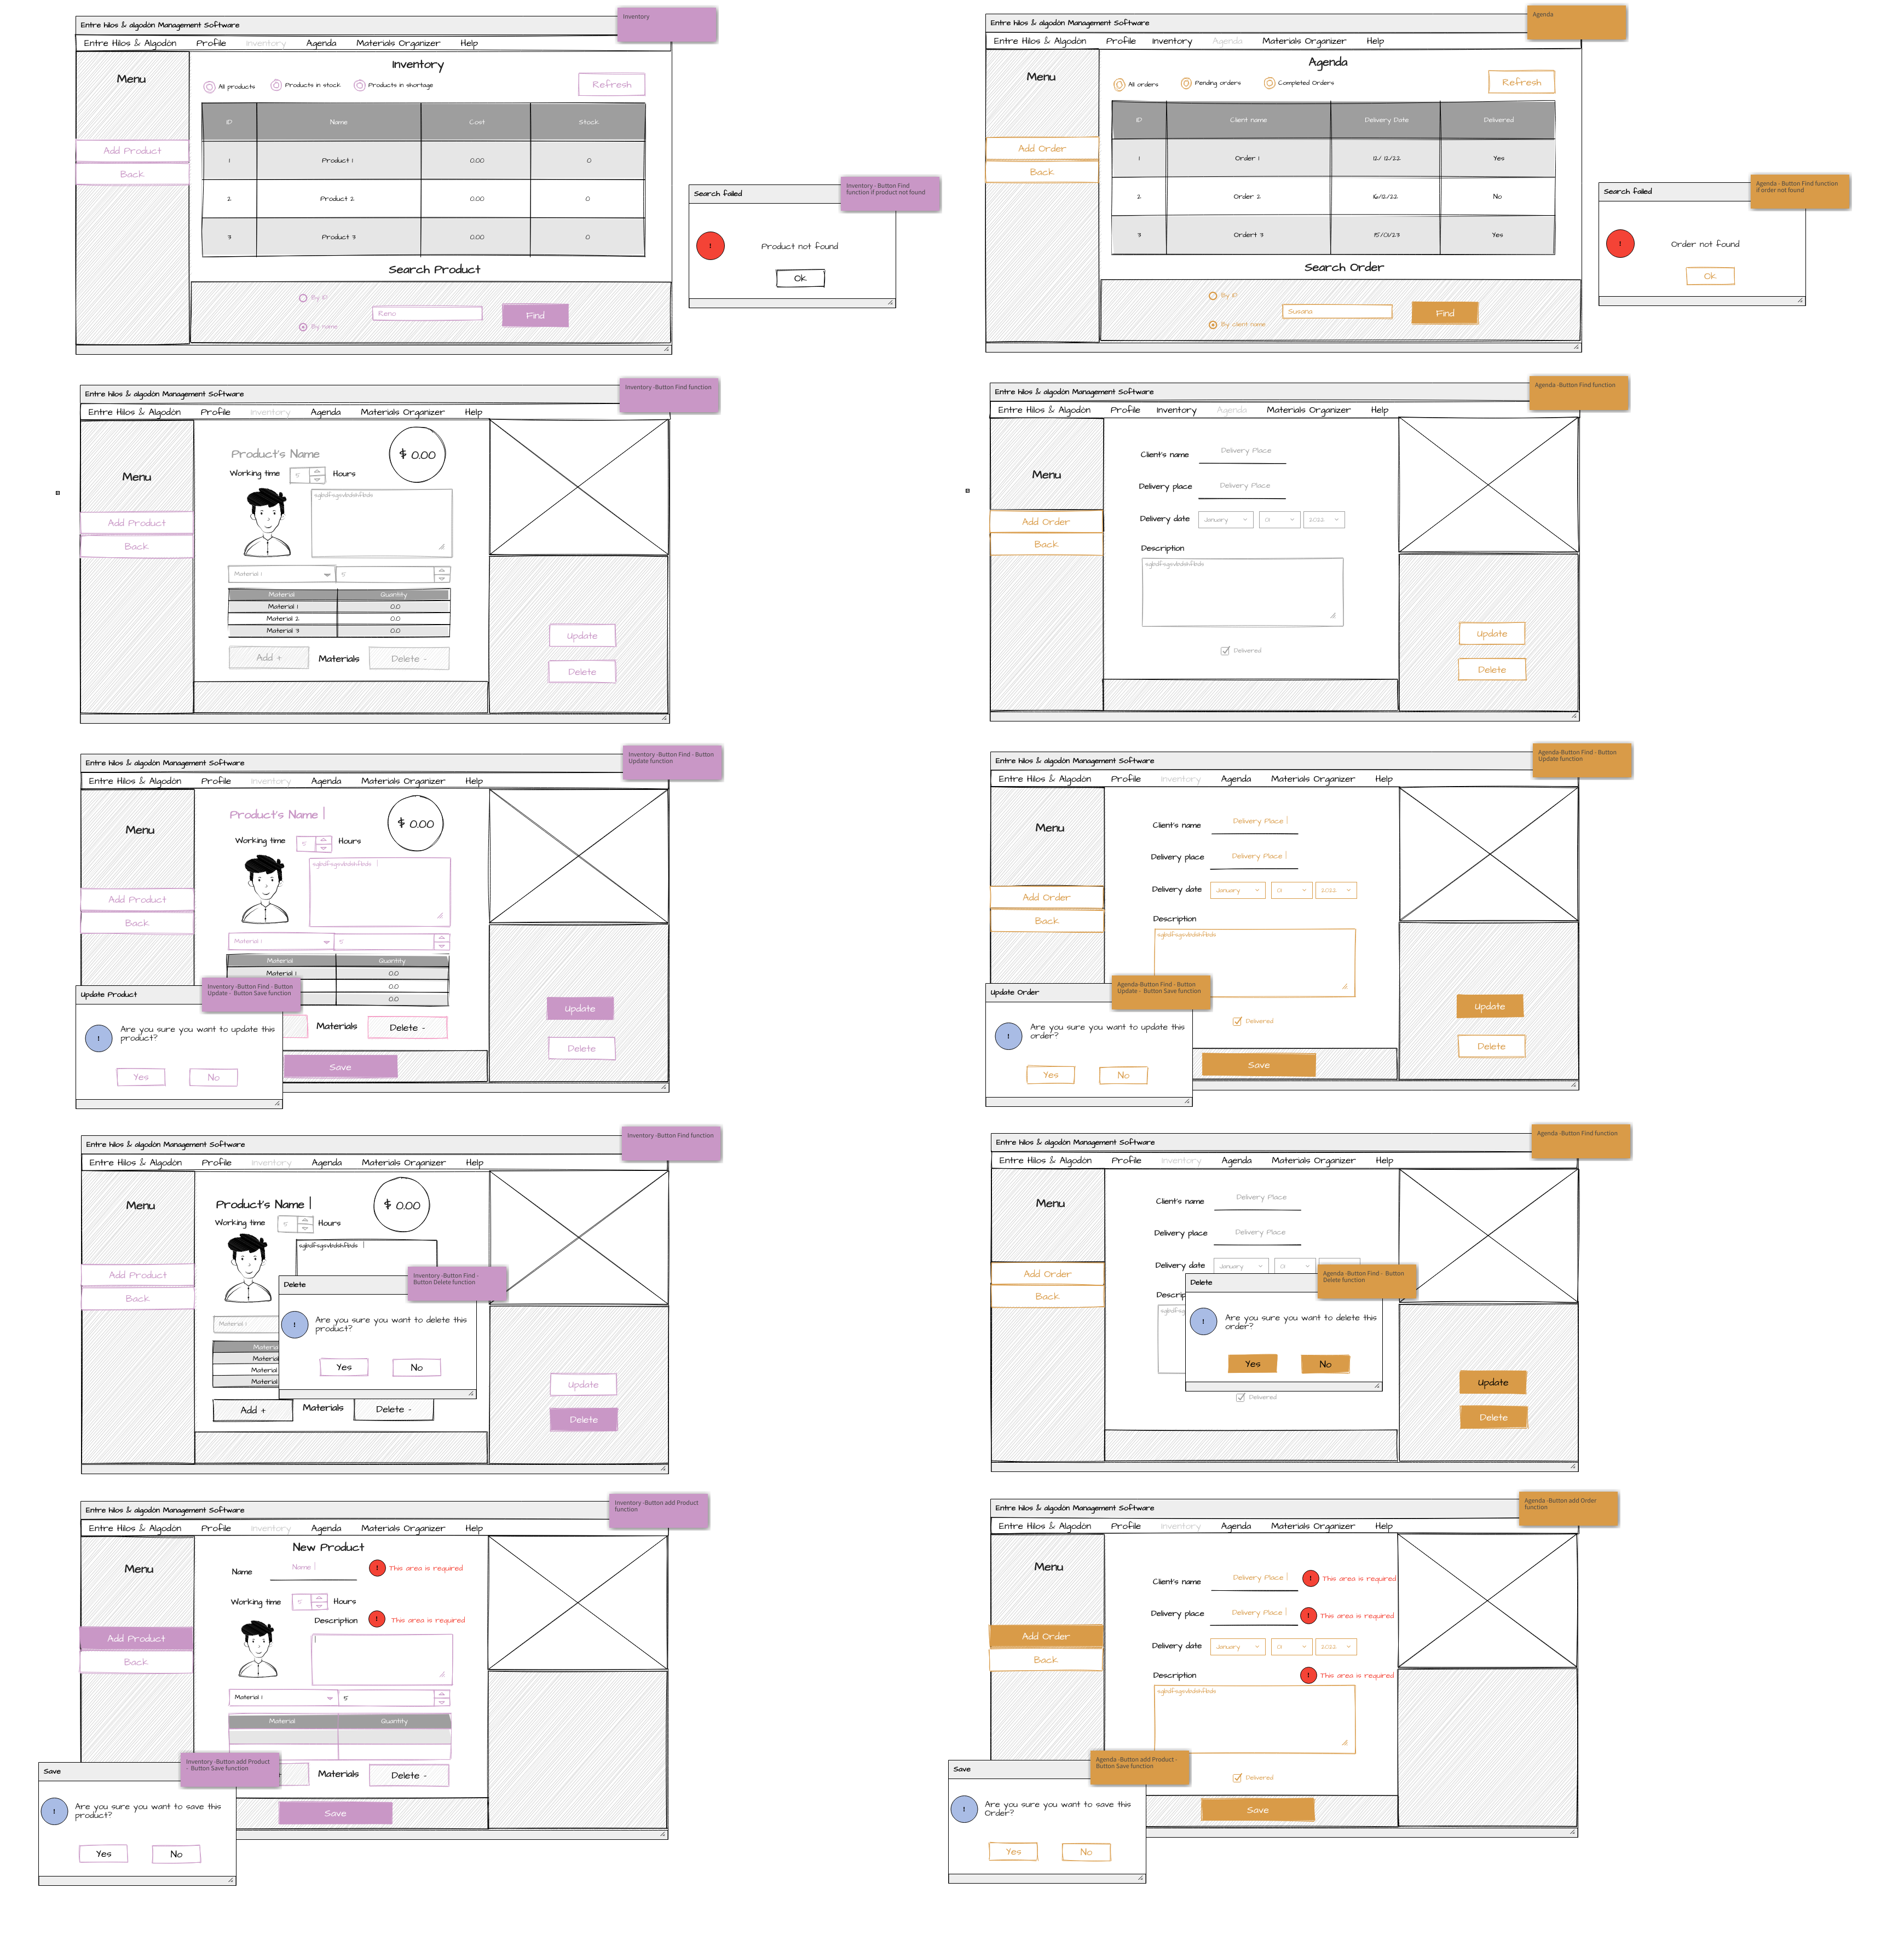 Inventory
Entre hilos & algodón Management Software
Entre Hilos & Algodón Profile Inventory Agenda Materials Organizer Help
Menu
Inventory
All products Products in stock Products in shortage Refresh
Add Product
Back
ID Name Cost Stock
1 Product 1 0.00 0
2 Product 2 0.00 0
3 Product 3 0.00 0
Search Product
By ID
By name
Reno
Find
Inventory - Button Find
function if product not found
Search failed
!
Product not found
Ok
Agenda
Entre hilos & algodón Management Software
Entre Hilos & Algodón Profile Inventory Agenda Materials Organizer Help
Menu
Agenda
All orders Pending orders Completed Orders Refresh
Add Order
Back
ID Client name Delivery Date Delivered
1 Order 1 12/ 12/22 Yes
2 Order 2 16/12/22 No
3 Ordert 3 15/01/23 Yes
Search Order
By ID
By client name
Susana
Find
Agenda - Button Find function
if order not found
Search failed
!
Order not found
Ok
Inventory -Button Find function
Entre hilos & algodón Management Software
Entre Hilos & Algodón Profile Inventory Agenda Materials Organizer Help
Menu
Add Product
Back
Product's Name
$ 0.00
Working time 5 Hours
Material 1 5
Material Quantity
Material 1 0.0
Material 2 0.0
Material 3 0.0
Add + Materials Delete -
Update
Delete
Agenda -Button Find function
Entre hilos & algodón Management Software
Entre Hilos & Algodón Profile Inventory Agenda Materials Organizer Help
Menu
Add Order
Back
Client's name Delivery Place
Delivery place Delivery Place
Delivery date January 01 2022
Description
Delivered
Update
Delete
Inventory -Button Find - Button
Update function
Entre hilos & algodón Management Software
Entre Hilos & Algodón Profile Inventory Agenda Materials Organizer Help
Menu
Add Product
Back
Product's Name |
$ 0.00
Working time 5 Hours
Material 1 5
Material Quantity
Material 1 0.0
0.0
0.0
Materials Delete -
Save
Update
Delete
Inventory -Button Find - Button
Update - Button Save function
Update Product
!
Are you sure you want to update this
product?
Yes No
Agenda-Button Find - Button
Update function
Entre hilos & algodón Management Software
Entre Hilos & Algodón Profile Inventory Agenda Materials Organizer Help
Menu
Add Order
Back
Client's name Delivery Place |
Delivery place Delivery Place |
Delivery date January 01 2022
Description
Delivered
Save
Update
Delete
Agenda-Button Find - Button
Update - Button Save function
Update Order
!
Are you sure you want to update this
order?
Yes No
Inventory -Button Find function
Entre hilos & algodón Management Software
Entre Hilos & Algodón Profile Inventory Agenda Materials Organizer Help
Menu
Add Product
Back
Product's Name |
$ 0.00
Working time 5 Hours
Material 1
Material
Material
Material
Add + Materials Delete -
Update
Delete
Inventory -Button Find -
Button Delete function
Delete
!
Are you sure you want to delete this
product?
Yes No
Agenda -Button Find function
Entre hilos & algodón Management Software
Entre Hilos & Algodón Profile Inventory Agenda Materials Organizer Help
Menu
Add Order
Back
Client's name Delivery Place
Delivery place Delivery Place
Delivery date January 01
Delivered
Update
Delete
Agenda -Button Find - Button
Delete function
Delete
!
Are you sure you want to delete this
order?
Yes No
Inventory -Button add Product
function
Entre hilos & algodón Management Software
Entre Hilos & Algodón Profile Inventory Agenda Materials Organizer Help
Menu
Add Product
Back
New Product
Name Name | ! This area is required
Working time 5 Hours
Description ! This area is required
Material 1 5
Material Quantity
Materials Delete -
Save
Inventory -Button add Product
- Button Save function
Save
!
Are you sure you want to save this
product?
Yes No
Agenda -Button add Order
function
Entre hilos & algodón Management Software
Entre Hilos & Algodón Profile Inventory Agenda Materials Organizer Help
Menu
Add Order
Back
Client's name Delivery Place | ! This area is required
Delivery place Delivery Place | ! This area is required
Delivery date January 01 2022
Description ! This area is required
Delivered
Save
Agenda -Button add Product -
Button Save function
Save
!
Are you sure you want to save this
Order?
Yes No